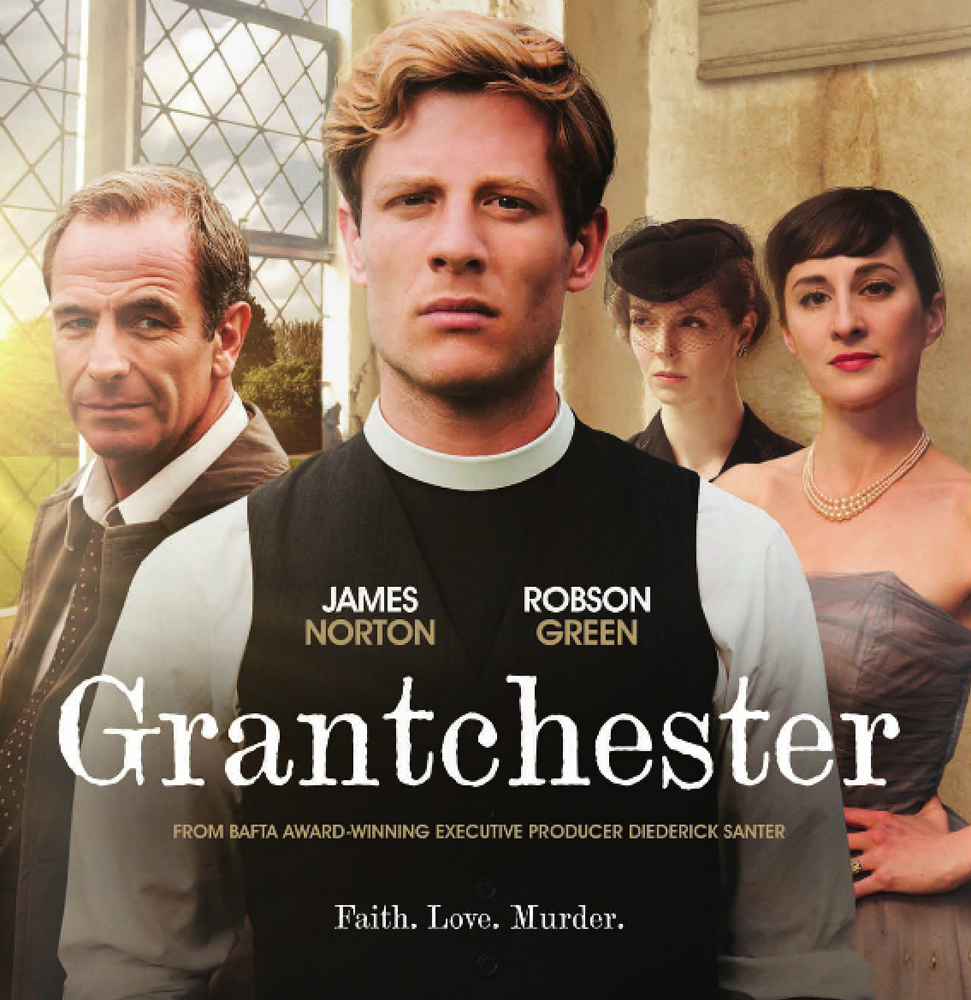 JAMES ROBSON
NORTON GREEN
Grantchester
FROM BAFTA AWARD-WINNING EXECUTIVE PRODUCER DIEDERICK SANTER
Faith. Love. Murder.